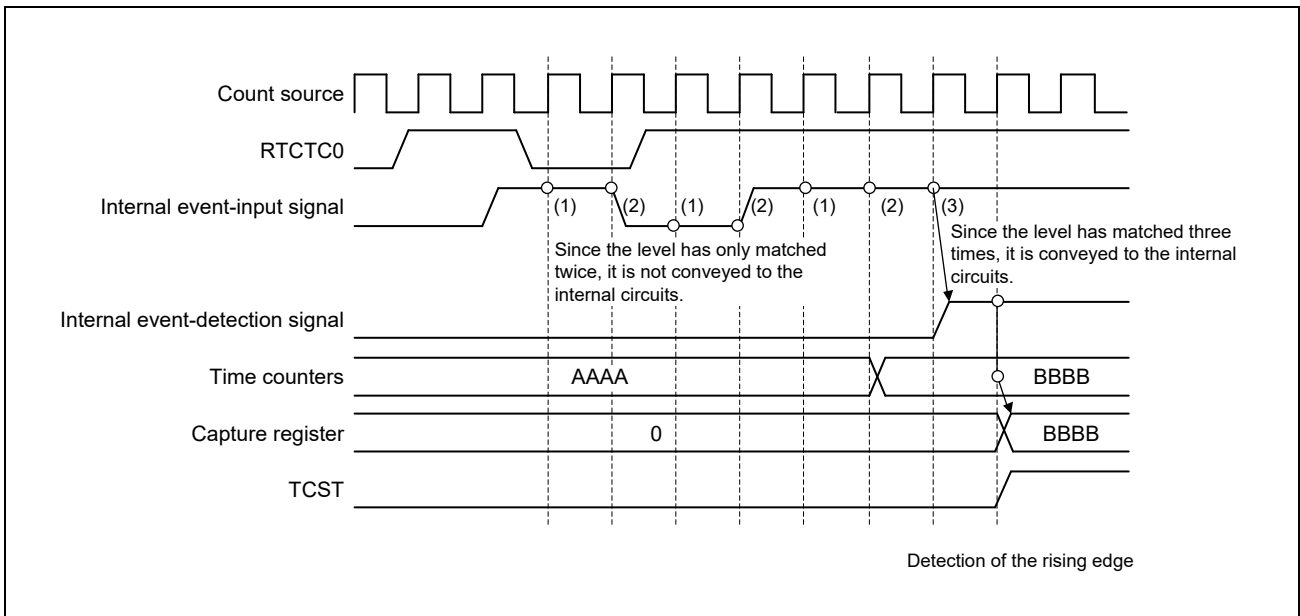 Count source
RTCTC0
Internal event-input signal
(1) (2) (1) (2) (1) (2) (3)
Since the level has only matched
twice, it is not conveyed to the
internal circuits.
Since the level has matched three
times, it is conveyed to the internal
circuits.
Internal event-detection signal
Time counters
AAAA
BBBB
Capture register
0
BBBB
TCST
Detection of the rising edge